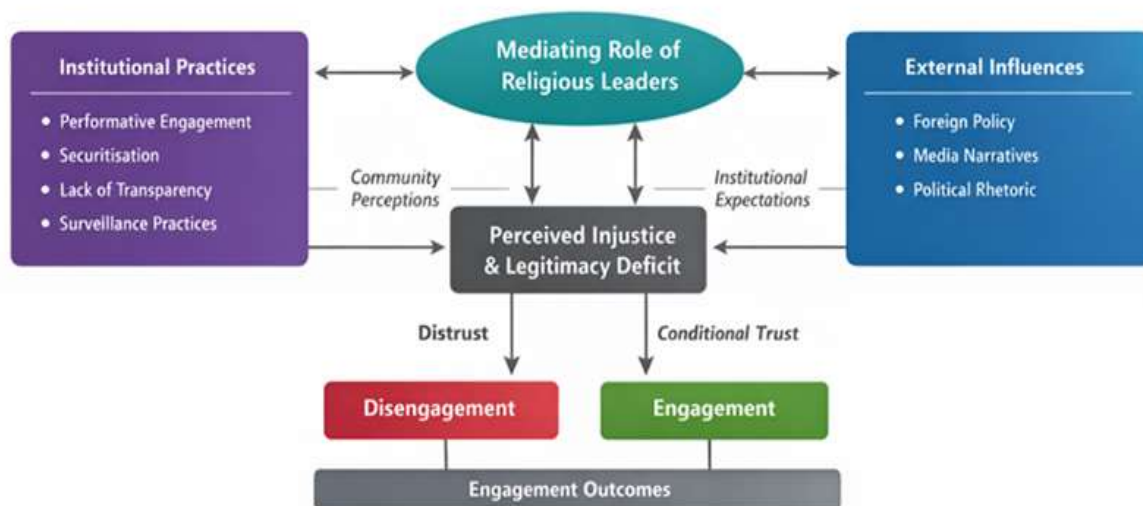 Mediating Role of
Religious Leaders
Institutional Practices
• Performative Engagement
• Securitisation
• Lack of Transparency
• Surveillance Practices
External Influences
• Foreign Policy
• Media Narratives
• Political Rhetoric
Community
Perceptions
Institutional
Expectations
Perceived Injustice
& Legitimacy Deficit
Distrust
Conditional Trust
Disengagement
Engagement
Engagement Outcomes